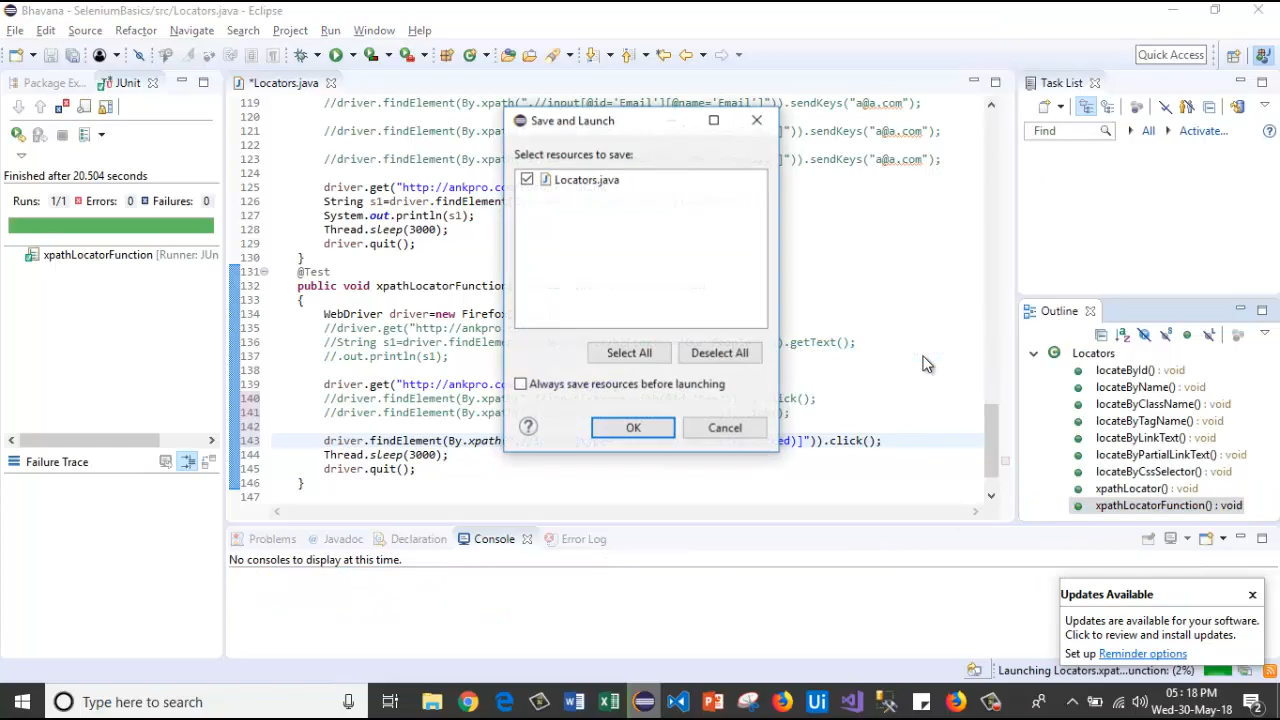 Bhavana - SeleniumBasics/src/Locators.java - Eclipse
File Edit Source Refactor Navigate Search Project Run Window Help
Quick Access
Package Ex... JUnit
*Locators.java
Task List
Finished after 20.504 seconds
Runs: 1/1 Errors: 0 Failures: 0
xpathLocatorFunction [Runner: JUn
Failure Trace
119 //driver.findElement(By.xpath(".//input[@id='Email'][@name='Email']")).sendKeys("a@a.com");
120
121 //driver.findElement(By.xpat ]")).sendKeys("a@a.com");
122
123 //driver.findElement(By.xpat ]")).sendKeys("a@a.com");
124
125 driver.get("http://ankpro.co
126 String s1=driver.findElement
127 System.out.println(s1);
128 Thread.sleep(3000);
129 driver.quit();
130 }
131 @Test
132 public void xpathLocatorFunction
133 {
134 WebDriver driver=new Firefo
135 //driver.get("http://ankpro
136 //String s1=driver.findElem ).getText();
137 //.out.println(s1);
138
139 driver.get("http://ankpro.co
140 //driver.findElement(By.xpat ick();
141 //driver.findElement(By.xpat ;
142
143 driver.findElement(By.xpath( ed)]")).click();
144 Thread.sleep(3000);
145 driver.quit();
146 }
147
Save and Launch
Select resources to save:
Locators.java
Select All Deselect All
Always save resources before launching
OK Cancel
Find All Activate...
Outline
Locators
locateById() : void
locateByName() : void
locateByClassName() : void
locateByTagName() : void
locateByLinkText() : void
locateByPartialLinkText() : void
locateByCssSelector() : void
xpathLocator() : void
xpathLocatorFunction() : void
Problems Javadoc Declaration Console Error Log
No consoles to display at this time.
Updates Available
Updates are available for your software.
Click to review and install updates.
Set up Reminder options
Launching Locators.xpat...unction: (2%)
Type here to search
05:18 PM
Wed-30-May-18
2